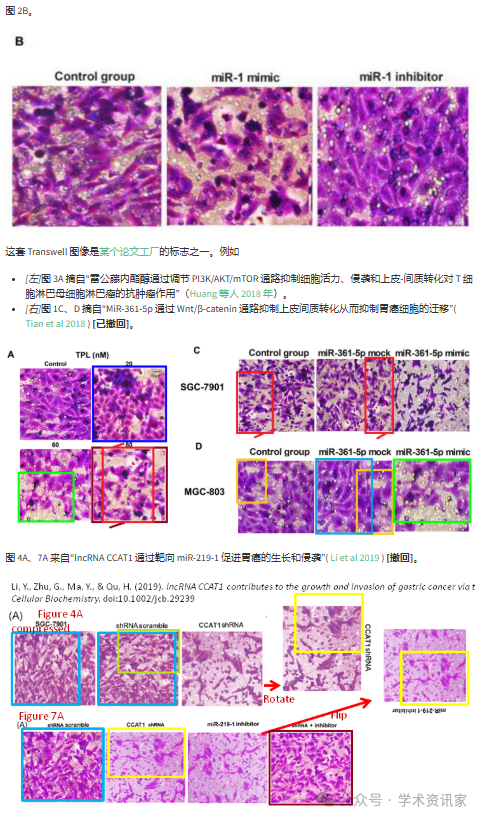 图 2B。
B
Control group
miR-1 mimic
miR-1 inhibitor
这套 Transwell 图像是某个论文工厂的标志之一。例如
[左]图 3A 摘自“雷公藤内酯醇通过调节 PI3K/AKT/mTOR 通路抑制细胞活力、侵袭和上皮-间质转化对 T 细
胞淋巴母细胞淋巴瘤的抗肿瘤作用”（Huang 等人 2018 年）。
[右]图 1C、D 摘自“MiR-361-5p 通过 Wnt/β-catenin 通路抑制上皮间质转化从而抑制胃癌细胞的迁移”(
Tian et al 2018 ) [已撤回]。
A
TPL (nM)
Control
20
60
80
C
Control group
miR-361-5p mock
miR-361-5p mimic
SGC-7901
D
Control group
miR-361-5p mock
miR-361-5p mimic
MGC-803
图 4A、7A 来自“lncRNA CCAT1 通过靶向 miR-219-1 促进胃癌的生长和侵袭”( Li et al 2019 ) [撤回]。
Li, Y., Zhu, G., Ma, Y., & Qu, H. (2019). lncRNA CCAT1 contributes to the growth and invasion of gastric cancer via t
Cellular Biochemistry. doi:10.1002/jcb.29239
(A)
Figure 4A
compressed
SGC-7901
shRNA scramble
CCAT1 shRNA
CCAT1 shRNA
Rotate
miR-219-1 inhibitor
Flip
Figure 7A
(A)
shRNA scramble
CCAT1 shRNA
miR-219-1 inhibitor
shRNA + inhibitor
众号 · 学术资讯家